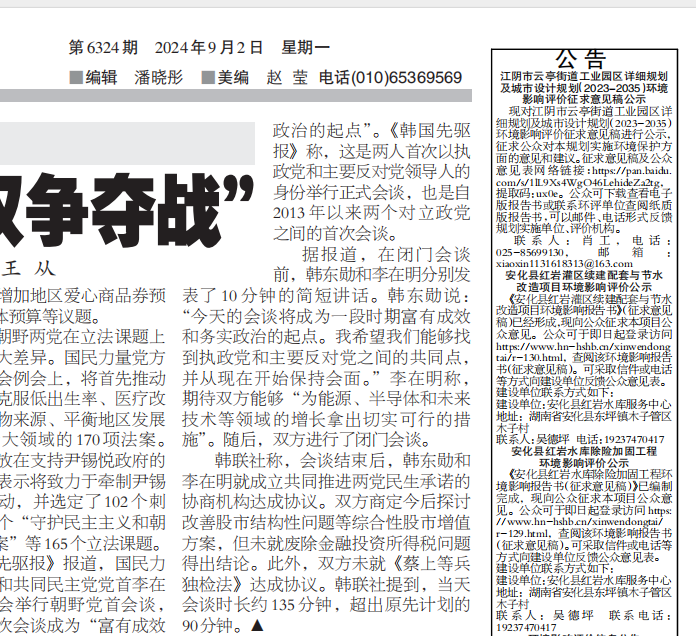 第6324期 2024年9月2日 星期一
■编辑 潘晓彤 ■美编 赵 莹 电话(010)65369569
争夺战”
王 从
增加地区爱心商品券预
预算等议题。
朝野两党在立法课题上
大差异。国民力量党方
会例会上，将首先推动
克服低出生率、医疗改
物来源、平衡地区发展
大领域的170项法案。
放在支持尹锡悦政府的
表示将致力于牵制尹锡
动，并选定了102个刺
个“守护民主主义和朝
案”等165个立法课题。
先驱报》报道，国民力
和共同民主党党首李在
会举行朝野党首会谈，
次会谈成为“富有成效
政治的起点”。《韩国先驱
报》称，这是两人首次以执
政党和主要反对党领导人的
身份举行正式会谈，也是自
2013年以来两个对立政党
之间的首次会谈。
据报道，在闭门会谈
前，韩东勋和李在明分别发
表了10分钟的简短讲话。韩东勋说：
“今天的会谈将成为一段时期富有成效
和务实政治的起点。我希望我们能够找
到执政党和主要反对党之间的共同点，
并从现在开始保持会面。”李在明称，
期待双方能够“为能源、半导体和未来
技术等领域的增长拿出切实可行的措
施”。随后，双方进行了闭门会谈。
韩联社称，会谈结束后，韩东勋和
李在明就成立共同推进两党民生承诺的
协商机构达成协议。双方商定今后探讨
改善股市结构性问题等综合性股市增值
方案，但未就废除金融投资所得税问题
得出结论。此外，双方未就《蔡上等兵
独检法》达成协议。韩联社提到，当天
会谈时长约135分钟，超出原先计划的
90分钟。▲
公告
江阴市云亭街道工业园区详细规划
及城市设计规划(2023-2035)环境
影响评价征求意见稿公示
现对江阴市云亭街道工业园区详
细规划及城市设计规划(2023-2035)
环境影响评价征求意见稿进行公示,
征求公众对本规划实施环境保护方
面的意见和建议。征求意见稿及公众
意见表网络链接:https://pan.baidu.
com/s/1lL9Xs4WgO46LehideZa2tg,
提取码:ux0e。公众可下载查看电子
版报告书或联系环评单位查阅纸质
版报告书,可以邮件、电话形式反馈
规划实施单位、评价机构。
联系人:肖工,电话:
025-85699130, 邮箱:
xiaoxin1131618313@163.com
安化县红岩灌区续建配套与节水
改造项目环境影响评价公示
《安化县红岩灌区续建配套与节水
改造项目环境影响报告书》(征求意见
稿)已经形成,现向公众征求本项目公
众意见。公众可于即日起登录访问
https://www.hn-hshb.cn/xinwendong
tai/r-130.html, 查阅该环境影响报告
书(征求意见稿)。可采取信件或电话
等方式向建设单位反馈公众意见表。
建设单位联系方式如下:
建设单位:安化县红岩水库服务中心
地址: 湖南省安化县东坪镇木子管区
木子村
联系人:吴德坪 电话:19237470417
安化县红岩水库除险加固工程
环境影响评价公示
《安化县红岩水库除险加固工程环
境影响报告书(征求意见稿)》已编制
完成, 现向公众征求本项目公众意
见。公众可于即日起登录访问https:
//www.hn-hshb.cn/xinwendongtai/
r-129.html, 查阅该环境影响报告书
(征求意见稿)。可采取信件或电话等
方式向建设单位反馈公众意见表。
建设单位联系方式如下:
建设单位:安化县红岩水库服务中心
地址: 湖南省安化县东坪镇木子管区
木子村
联系人: 吴德坪 联系电话:
19237470417